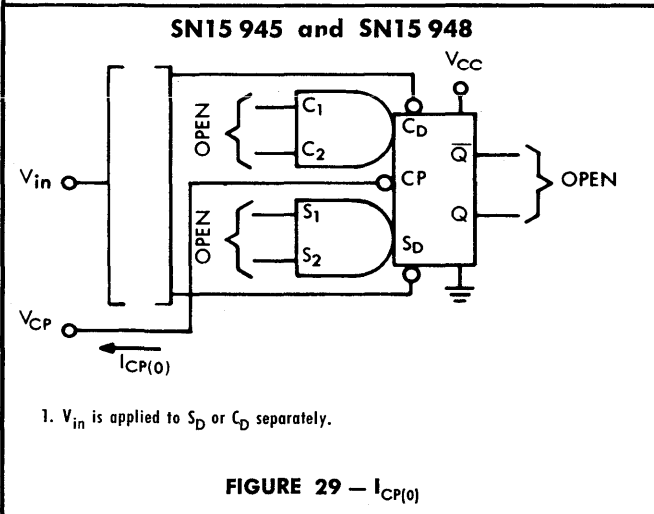 SN15 945 and SN15 948
VCC
C1
CD
OPEN
C2
Q̅
Vin
CP
OPEN
S1
Q
OPEN
SD
S2
VCP
ICP(0)
1. Vin is applied to SD or CD separately.
FIGURE 29 — ICP(0)